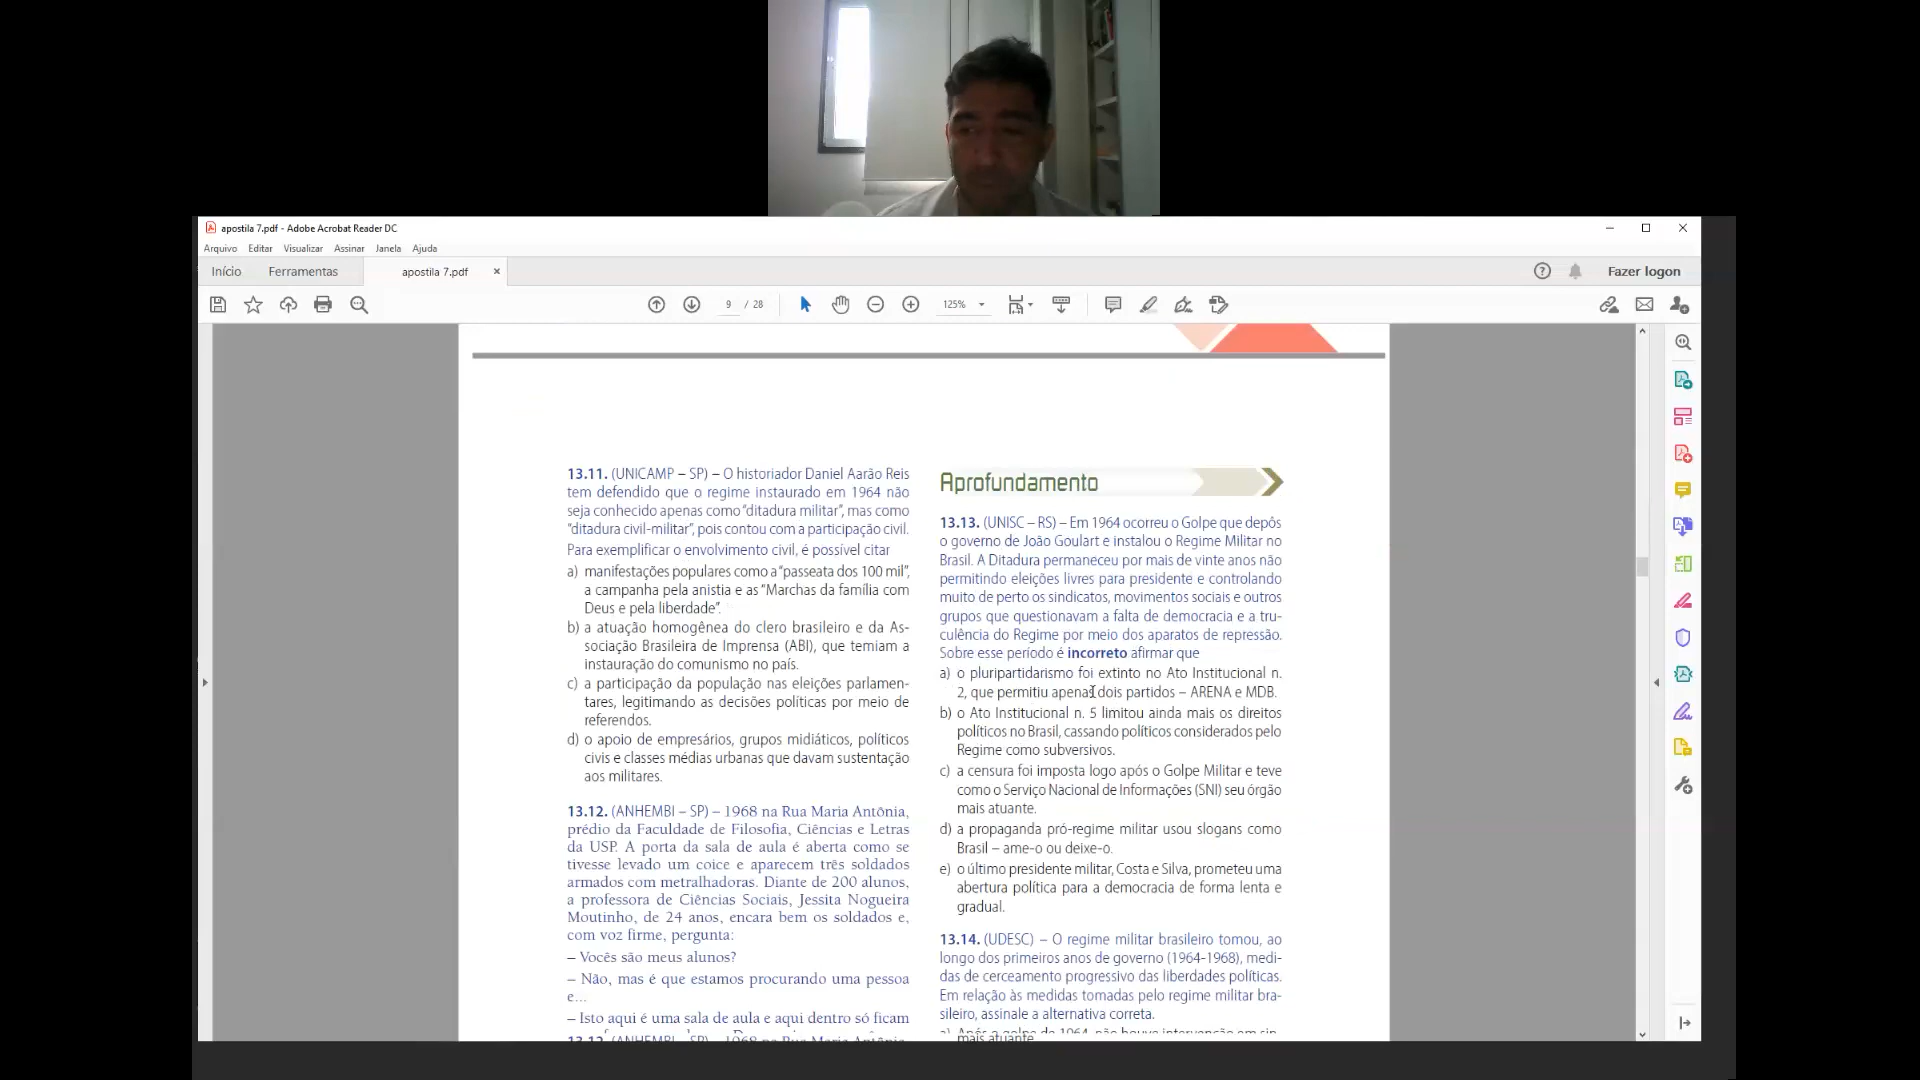 apostila 7.pdf - Adobe Acrobat Reader DC
Arquivo Editar Visualizar Assinar Janela Ajuda
Início Ferramentas apostila 7.pdf × Fazer logon
9 / 28 125%
13.11. (UNICAMP – SP) – O historiador Daniel Aarão Reis
tem defendido que o regime instaurado em 1964 não
seja conhecido apenas como “ditadura militar”, mas como
“ditadura civil-militar”, pois contou com a participação civil.
Para exemplificar o envolvimento civil, é possível citar
a) manifestações populares como a “passeata dos 100 mil”,
a campanha pela anistia e as “Marchas da família com
Deus e pela liberdade”.
b) a atuação homogênea do clero brasileiro e da As-
sociação Brasileira de Imprensa (ABI), que temiam a
instauração do comunismo no país.
c) a participação da população nas eleições parlamen-
tares, legitimando as decisões políticas por meio de
referendos.
d) o apoio de empresários, grupos midiáticos, políticos
civis e classes médias urbanas que davam sustentação
aos militares.
13.12. (ANHEMBI – SP) – 1968 na Rua Maria Antônia,
prédio da Faculdade de Filosofia, Ciências e Letras
da USP. A porta da sala de aula é aberta como se
tivesse levado um coice e aparecem três soldados
armados com metralhadoras. Diante de 200 alunos,
a professora de Ciências Sociais, Jessita Nogueira
Moutinho, de 24 anos, encara bem os soldados e,
com voz firme, pergunta:
– Vocês são meus alunos?
– Não, mas é que estamos procurando uma pessoa
e...
– Isto aqui é uma sala de aula e aqui dentro só ficam
13.12. (ANHEMBI – SP) – 1968 na Rua Maria Antônia,
Aprofundamento
13.13. (UNISC – RS) – Em 1964 ocorreu o Golpe que depôs
o governo de João Goulart e instalou o Regime Militar no
Brasil. A Ditadura permaneceu por mais de vinte anos não
permitindo eleições livres para presidente e controlando
muito de perto os sindicatos, movimentos sociais e outros
grupos que questionavam a falta de democracia e a tru-
culência do Regime por meio dos aparatos de repressão.
Sobre esse período é incorreto afirmar que
a) o pluripartidarismo foi extinto no Ato Institucional n.
2, que permitiu apenas dois partidos – ARENA e MDB.
b) o Ato Institucional n. 5 limitou ainda mais os direitos
políticos no Brasil, cassando políticos considerados pelo
Regime como subversivos.
c) a censura foi imposta logo após o Golpe Militar e teve
como o Serviço Nacional de Informações (SNI) seu órgão
mais atuante.
d) a propaganda pró-regime militar usou slogans como
Brasil – ame-o ou deixe-o.
e) o último presidente militar, Costa e Silva, prometeu uma
abertura política para a democracia de forma lenta e
gradual.
13.14. (UDESC) – O regime militar brasileiro tomou, ao
longo dos primeiros anos de governo (1964-1968), medi-
das de cerceamento progressivo das liberdades políticas.
Em relação às medidas tomadas pelo regime militar bra-
sileiro, assinale a alternativa correta.
a) Após o golpe de 1964, não houve intervenção em sin-
mais atuante.